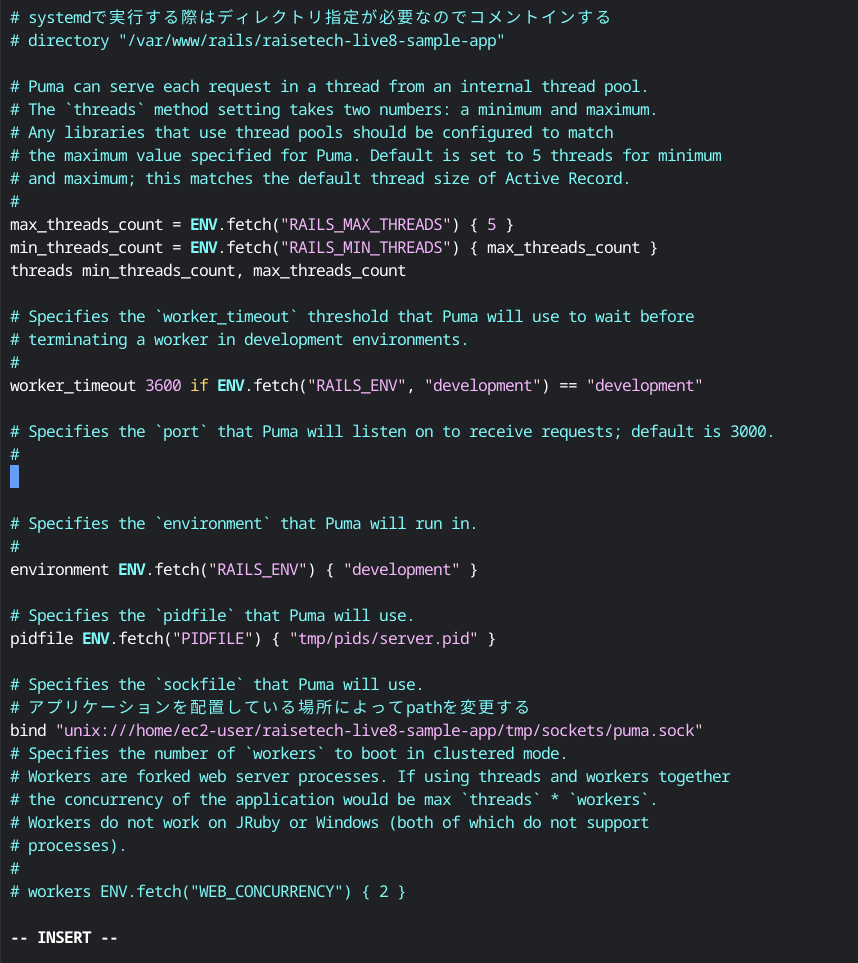 # systemdで実行する際はディレクトリ指定が必要なのでコメントインする
# directory "/var/www/rails/raisetech-live8-sample-app"
# Puma can serve each request in a thread from an internal thread pool.
# The `threads` method setting takes two numbers: a minimum and maximum.
# Any libraries that use thread pools should be configured to match
# the maximum value specified for Puma. Default is set to 5 threads for minimum
# and maximum; this matches the default thread size of Active Record.
#
max_threads_count = ENV.fetch("RAILS_MAX_THREADS") { 5 }
min_threads_count = ENV.fetch("RAILS_MIN_THREADS") { max_threads_count }
threads min_threads_count, max_threads_count
# Specifies the `worker_timeout` threshold that Puma will use to wait before
# terminating a worker in development environments.
#
worker_timeout 3600 if ENV.fetch("RAILS_ENV", "development") == "development"
# Specifies the `port` that Puma will listen on to receive requests; default is 3000.
#
# Specifies the `environment` that Puma will run in.
#
environment ENV.fetch("RAILS_ENV") { "development" }
# Specifies the `pidfile` that Puma will use.
pidfile ENV.fetch("PIDFILE") { "tmp/pids/server.pid" }
# Specifies the `sockfile` that Puma will use.
# アプリケーションを配置している場所によってpathを変更する
bind "unix:///home/ec2-user/raisetech-live8-sample-app/tmp/sockets/puma.sock"
# Specifies the number of `workers` to boot in clustered mode.
# Workers are forked web server processes. If using threads and workers together
# the concurrency of the application would be max `threads` * `workers`.
# Workers do not work on JRuby or Windows (both of which do not support
# processes).
#
# workers ENV.fetch("WEB_CONCURRENCY") { 2 }
-- INSERT --